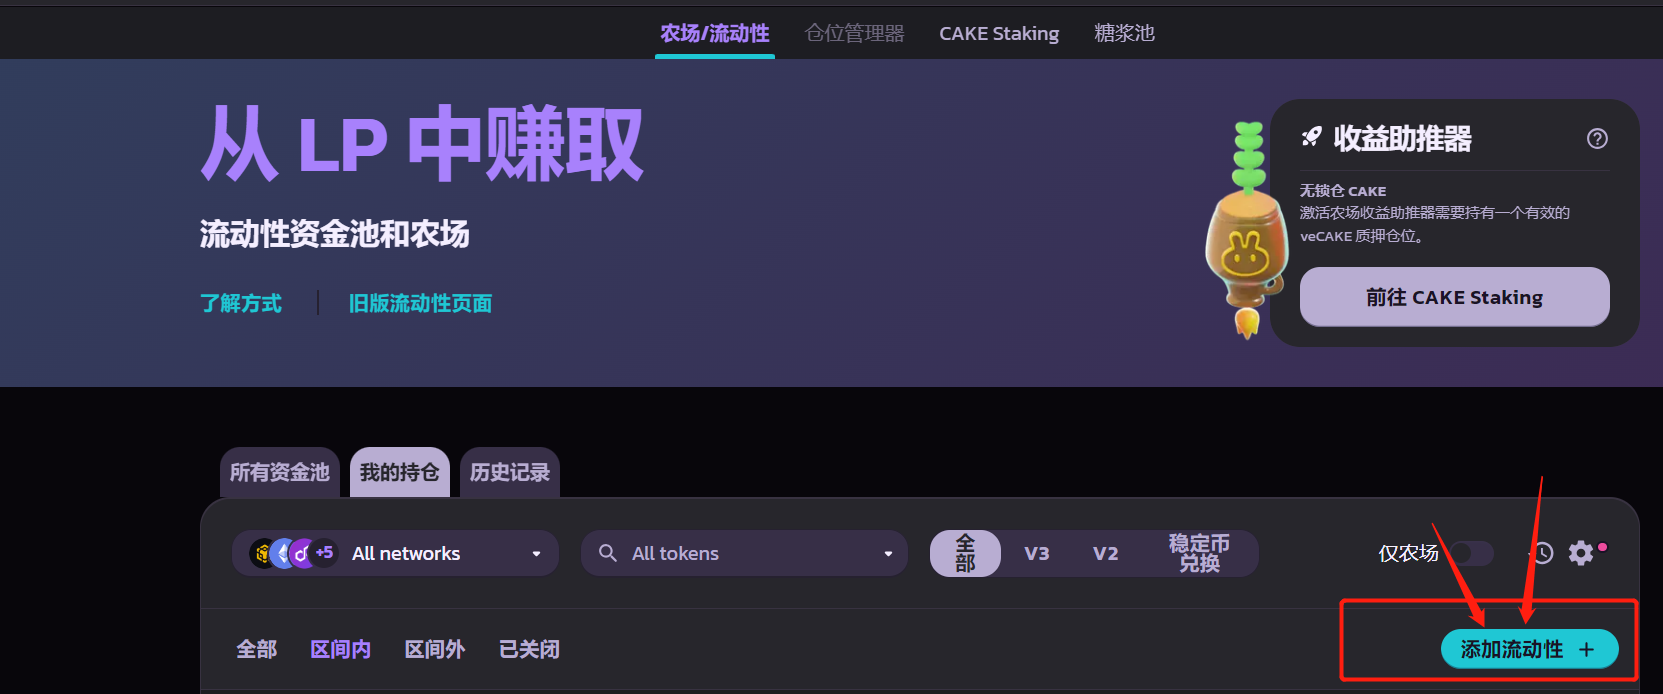 农场/流动性 仓位管理器 CAKE Staking 糖浆池
从 LP 中赚取
流动性资金池和农场
了解方式 旧版流动性页面
收益助推器
无锁仓 CAKE
激活农场收益助推器需要持有一个有效的
veCAKE 质押仓位。
前往 CAKE Staking
所有资金池 我的持仓 历史记录
+5 All networks All tokens 全部 V3 V2 稳定币兑换 仅农场
全部 区间内 区间外 已关闭 添加流动性 +